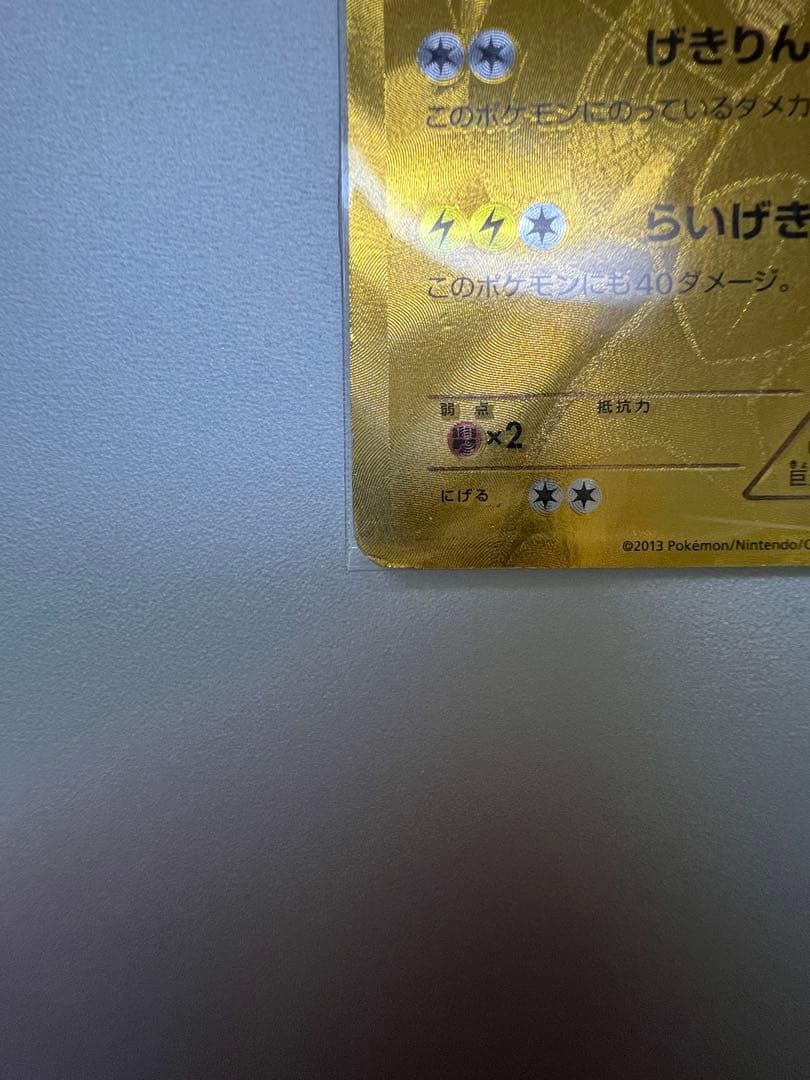 げきりん
このポケモンにのっているダメカ
らいげき
このポケモンにも40ダメージ。
弱点 抵抗力
×2
にげる
©2013 Pokémon/Nintendo/C